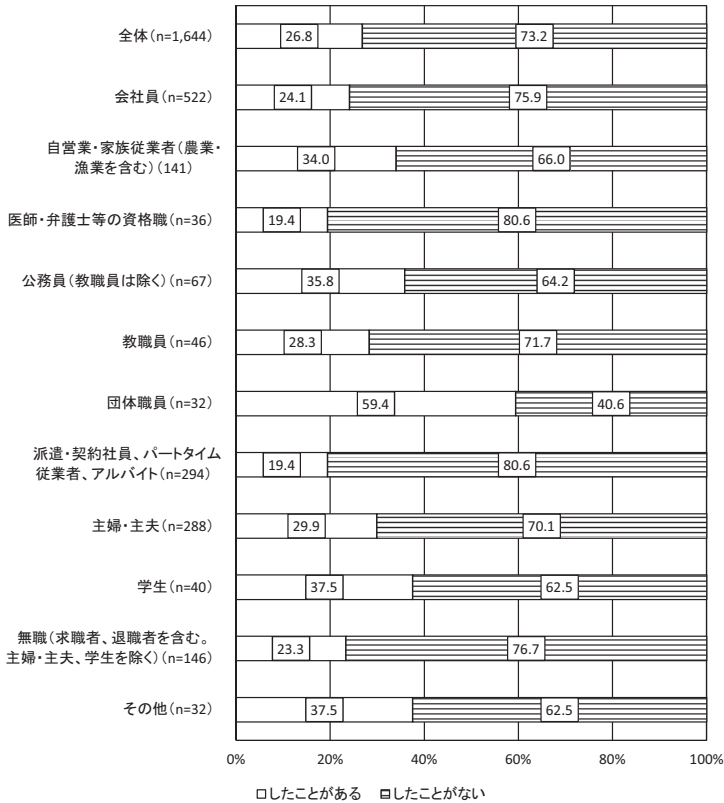 全体(n=1,644)
26.8
73.2
会社員(n=522)
24.1
75.9
自営業・家族従業者(農業・
漁業を含む)(141)
34.0
66.0
医師・弁護士等の資格職(n=36)
19.4
80.6
公務員(教職員は除く)(n=67)
35.8
64.2
教職員(n=46)
28.3
71.7
団体職員(n=32)
59.4
40.6
派遣・契約社員、パートタイム
従業者、アルバイト(n=294)
19.4
80.6
主婦・主夫(n=288)
29.9
70.1
学生(n=40)
37.5
62.5
無職(求職者、退職者を含む。
主婦・主夫、学生を除く)(n=146)
23.3
76.7
その他(n=32)
37.5
62.5
0% 20% 40% 60% 80% 100%
したことがある したことがない